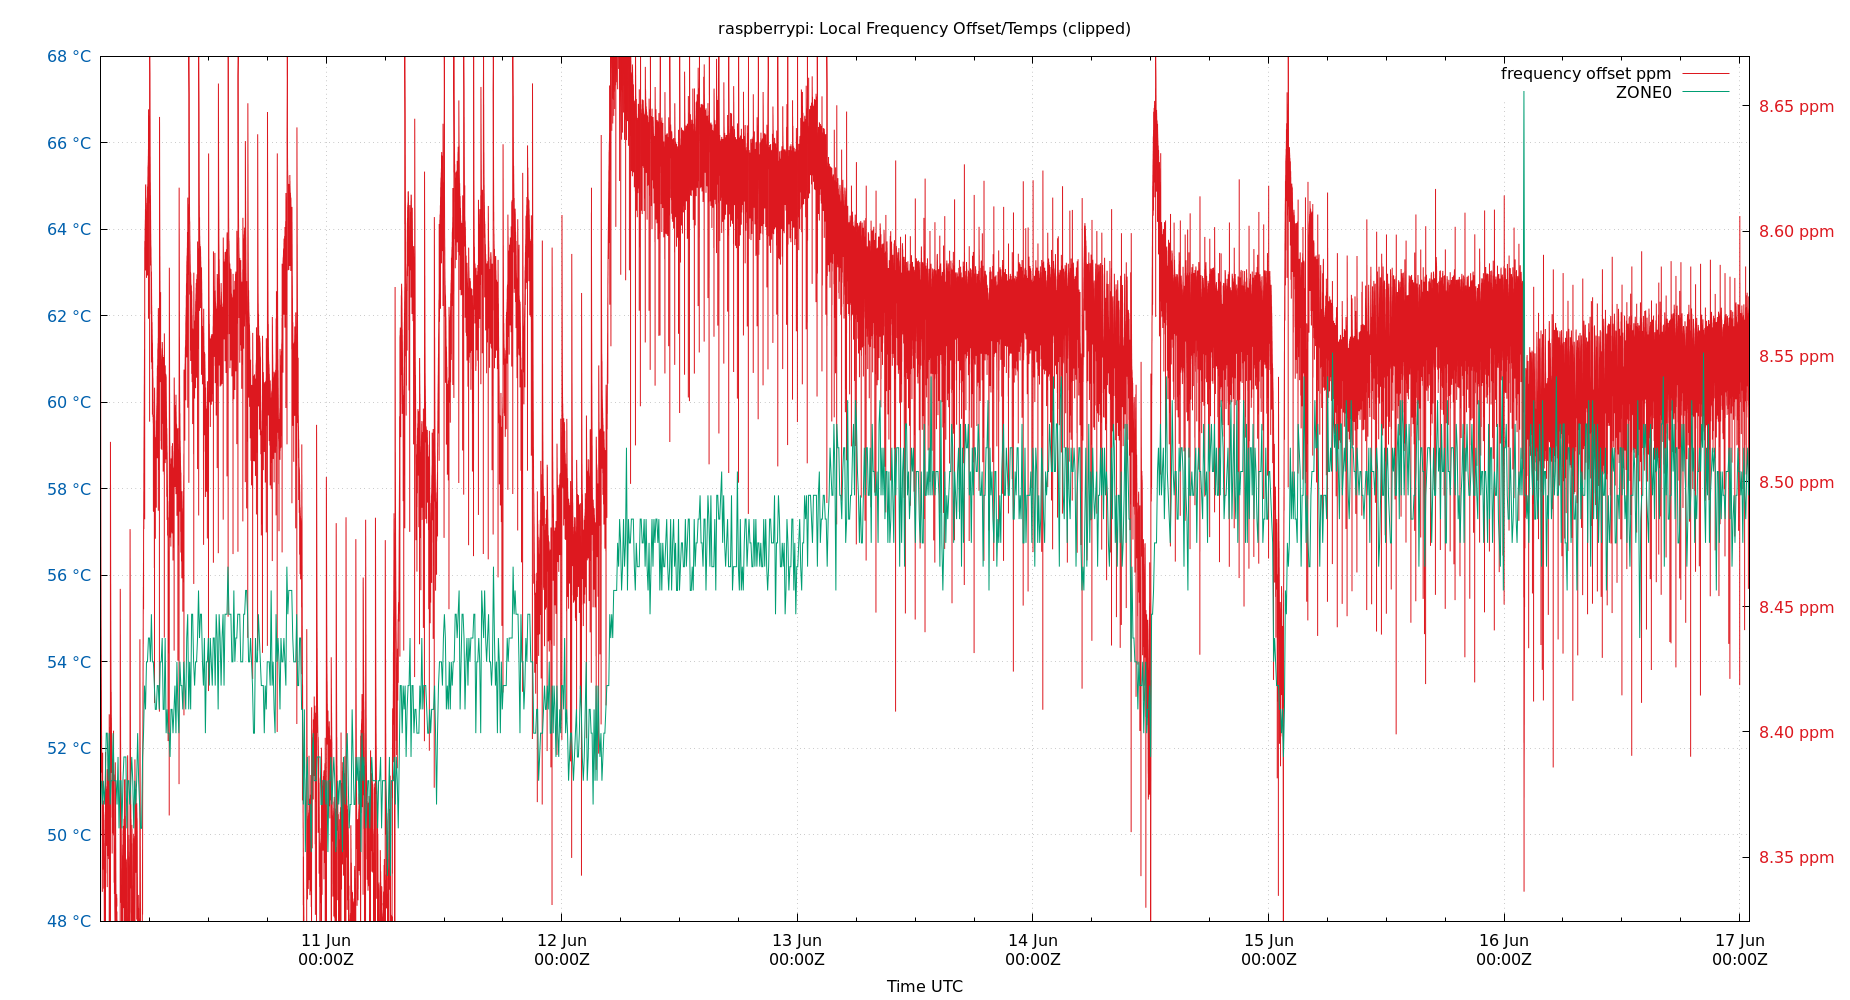 raspberrypi: Local Frequency Offset/Temps (clipped)
frequency offset ppm
ZONE0
68 °C
66 °C
64 °C
62 °C
60 °C
58 °C
56 °C
54 °C
52 °C
50 °C
48 °C
8.65 ppm
8.60 ppm
8.55 ppm
8.50 ppm
8.45 ppm
8.40 ppm
8.35 ppm
11 Jun 12 Jun 13 Jun 14 Jun 15 Jun 16 Jun 17 Jun
00:00Z 00:00Z 00:00Z 00:00Z 00:00Z 00:00Z 00:00Z
Time UTC